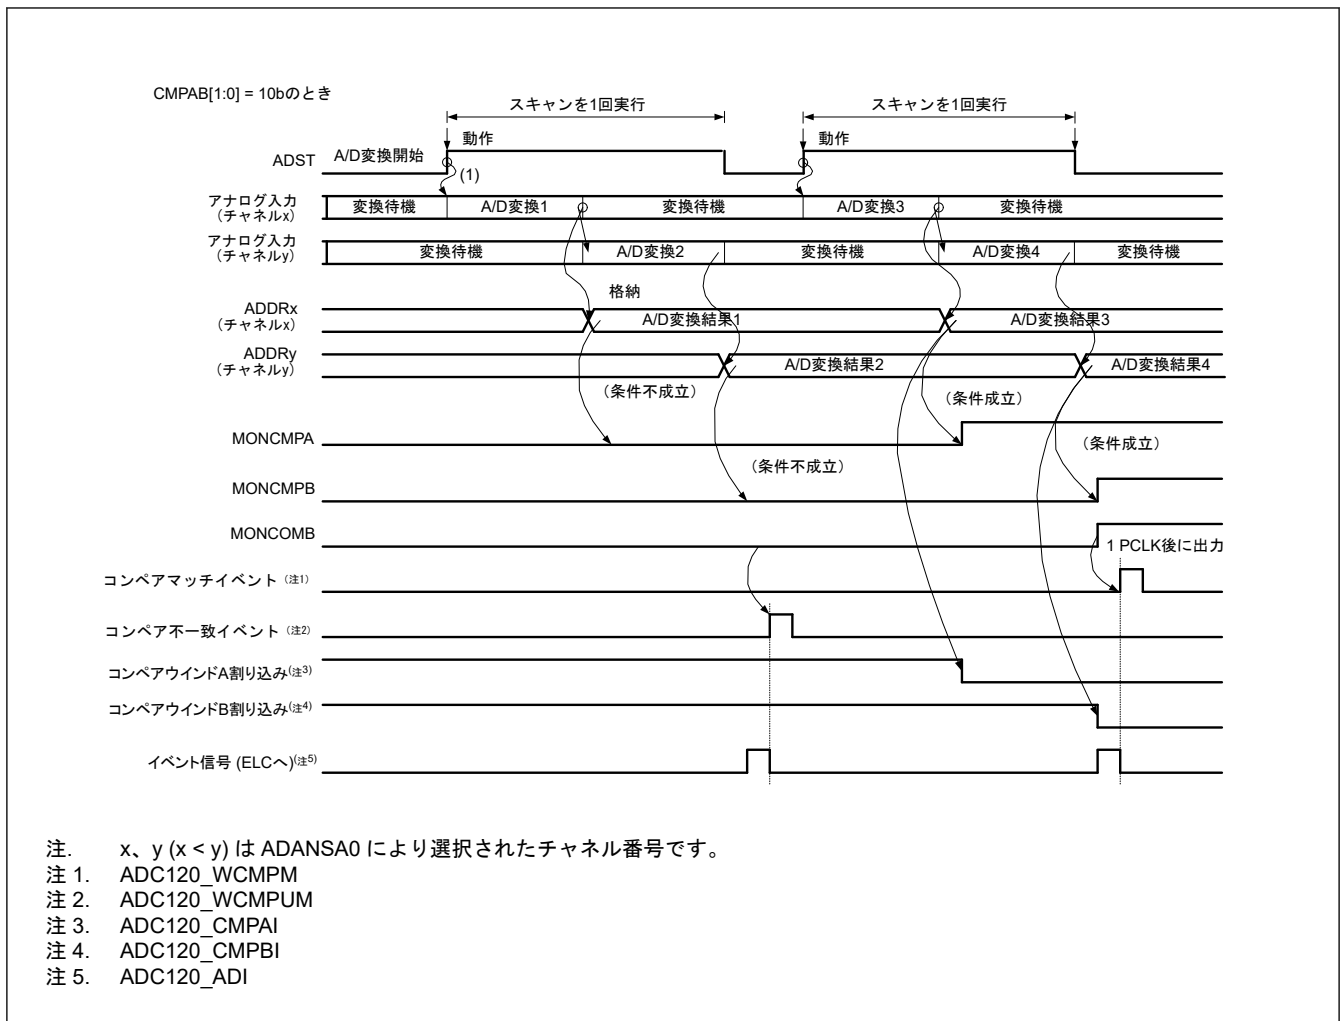 CMPAB[1:0] = 10bのとき
スキャンを1回実行
スキャンを1回実行
ADST
A/D変換開始
動作
動作
(1)
アナログ入力
（チャネルx）
変換待機
A/D変換1
変換待機
A/D変換3
変換待機
アナログ入力
（チャネルy）
変換待機
A/D変換2
変換待機
A/D変換4
変換待機
格納
ADDRx
（チャネルx）
A/D変換結果1
A/D変換結果3
ADDRy
（チャネルy）
A/D変換結果2
A/D変換結果4
（条件不成立）
（条件成立）
MONCMPA
（条件成立）
（条件不成立）
MONCMPB
MONCOMB
1 PCLK後に出力
コンペアマッチイベント（注1）
コンペア不一致イベント（注2）
コンペアウインドA割り込み(注3)
コンペアウインドB割り込み(注4)
イベント信号 (ELCへ)(注5)
注. x、y (x < y) は ADANSA0 により選択されたチャネル番号です。
注 1. ADC120_WCMPM
注 2. ADC120_WCMPUM
注 3. ADC120_CMPAI
注 4. ADC120_CMPBI
注 5. ADC120_ADI